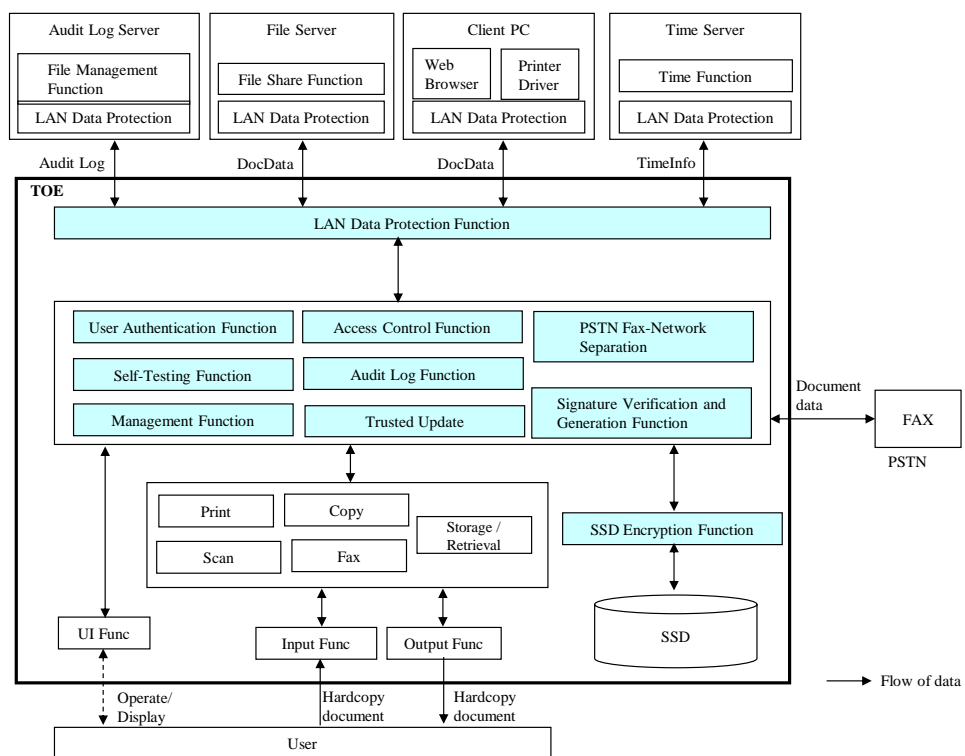 Audit Log Server
File Management
Function
LAN Data Protection
File Server
File Share Function
LAN Data Protection
Client PC
Web
Browser
Printer
Driver
LAN Data Protection
Time Server
Time Function
LAN Data Protection
Audit Log
DocData
DocData
TimeInfo
TOE
LAN Data Protection Function
User Authentication Function
Access Control Function
PSTN Fax-Network
Separation
Self-Testing Function
Audit Log Function
Management Function
Trusted Update
Signature Verification and
Generation Function
Document
data
FAX
PSTN
Print
Copy
Storage /
Retrieval
Scan
Fax
SSD Encryption Function
SSD
UI Func
Input Func
Output Func
Flow of data
Operate/
Display
Hardcopy
document
Hardcopy
document
User